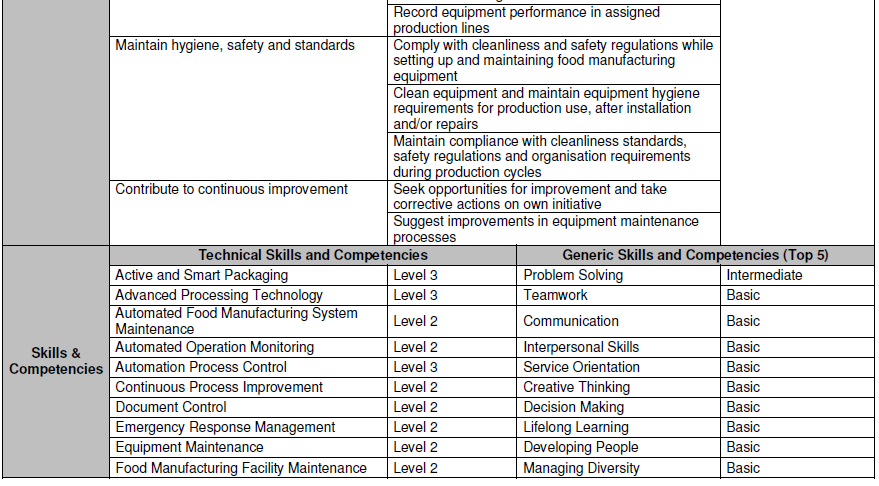 Record equipment performance in assigned
production lines
Maintain hygiene, safety and standards
Comply with cleanliness and safety regulations while
setting up and maintaining food manufacturing
equipment
Clean equipment and maintain equipment hygiene
requirements for production use, after installation
and/or repairs
Maintain compliance with cleanliness standards,
safety regulations and organisation requirements
during production cycles
Contribute to continuous improvement
Seek opportunities for improvement and take
corrective actions on own initiative
Suggest improvements in equipment maintenance
processes
Skills &
Competencies
Technical Skills and Competencies
Generic Skills and Competencies (Top 5)
Active and Smart Packaging Level 3 Problem Solving Intermediate
Advanced Processing Technology Level 3 Teamwork Basic
Automated Food Manufacturing System
Maintenance Level 2 Communication Basic
Automated Operation Monitoring Level 2 Interpersonal Skills Basic
Automation Process Control Level 3 Service Orientation Basic
Continuous Process Improvement Level 2 Creative Thinking Basic
Document Control Level 2 Decision Making Basic
Emergency Response Management Level 2 Lifelong Learning Basic
Equipment Maintenance Level 2 Developing People Basic
Food Manufacturing Facility Maintenance Level 2 Managing Diversity Basic